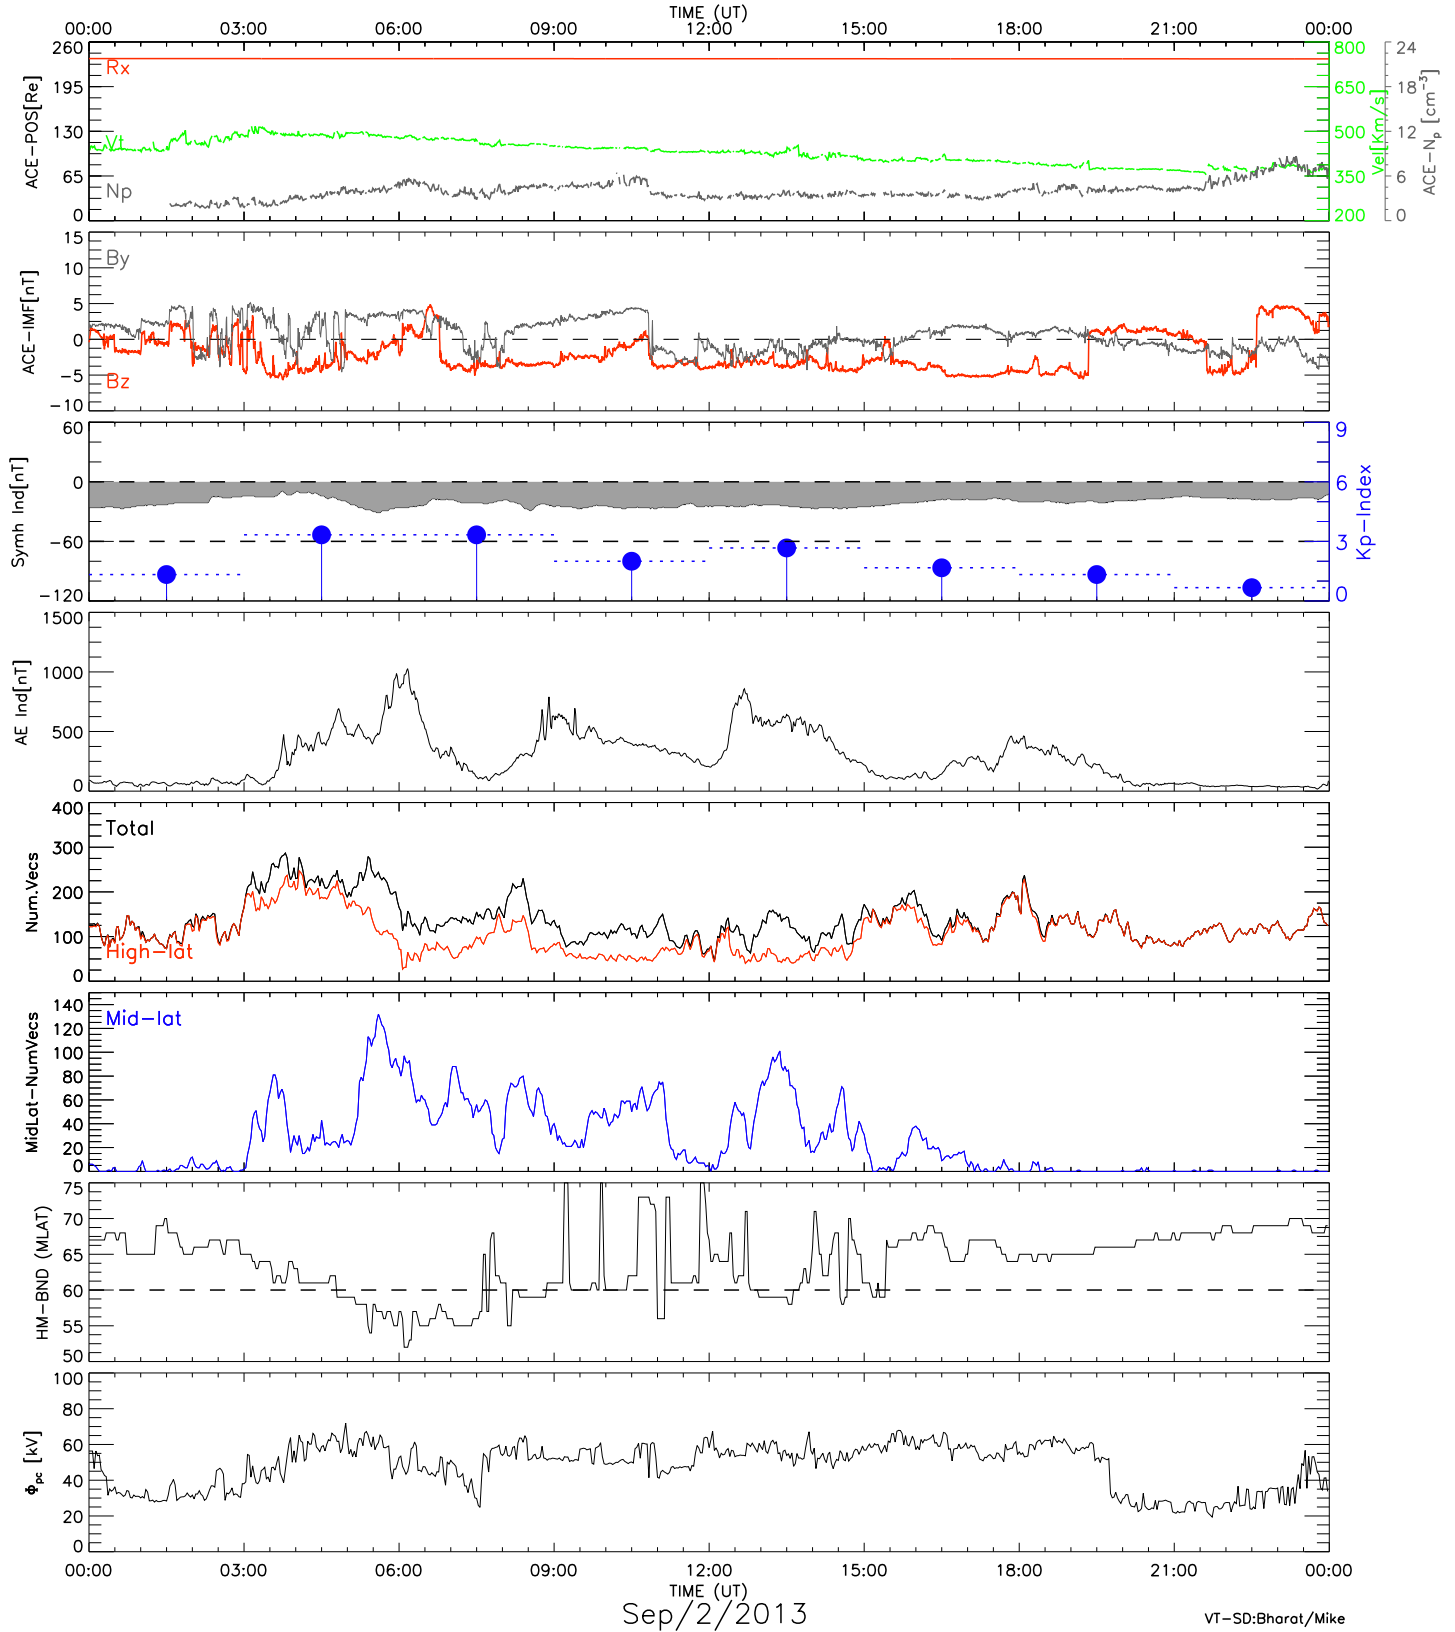 TIME (UT)
00:00 03:00 06:00 09:00 12:00 15:00 18:00 21:00 00:00
ACE-POS[Re]
260
195
130
65
0
Rx
Vt
Np
800
650
500
350
200
Vel[Km/s]
24
18
12
6
0
ACE-Np [cm-3]
ACE-IMF[nT]
15
10
5
0
-5
-10
By
Bz
Symh Ind[nT]
60
0
-60
-120
9
6
3
0
Kp-Index
AE Ind[nT]
1500
1000
500
0
Num.Vecs
400
300
200
100
0
Total
High-lat
MidLat-NumVecs
140
120
100
80
60
40
20
0
Mid-lat
HM-BND (MLAT)
75
70
65
60
55
50
Φpc [kV]
100
80
60
40
20
0
00:00 03:00 06:00 09:00 12:00 15:00 18:00 21:00 00:00
TIME (UT)
Sep/2/2013
VT-SD:Bharat/Mike